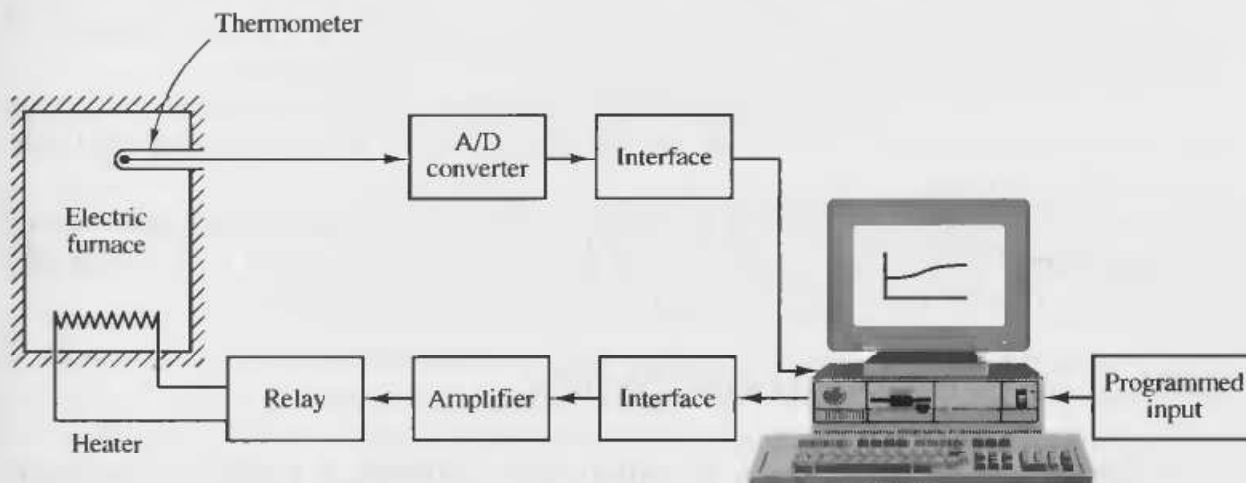 Thermometer
A/D
converter
Interface
Electric
furnace
Relay
Amplifier
Interface
Programmed
input
Heater